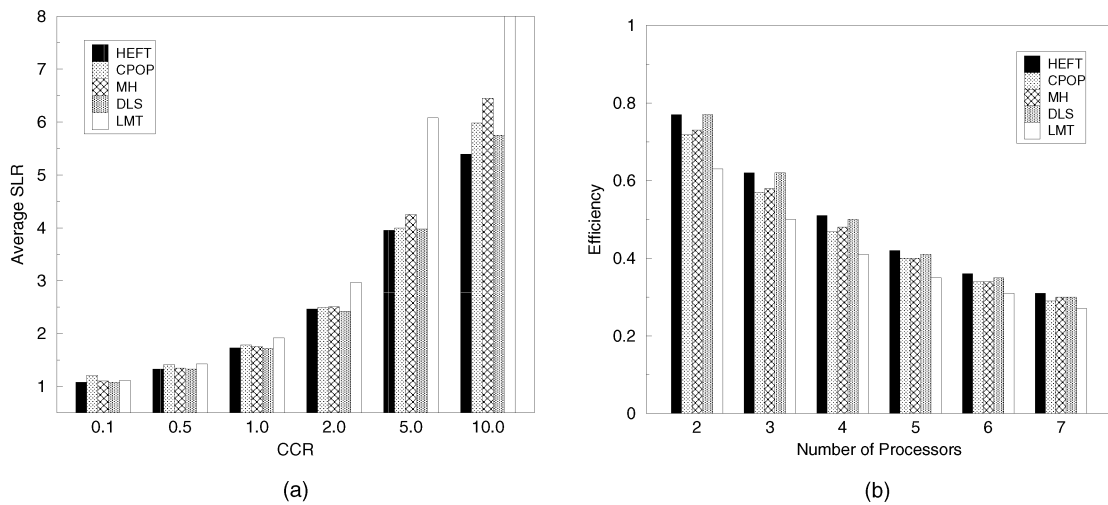 8
7
6
5
4
3
2
1
Average SLR
HEFT
CPOP
MH
DLS
LMT
0.1 0.5 1.0 2.0 5.0 10.0
CCR
(a)
1
0.8
0.6
0.4
0.2
0
Efficiency
HEFT
CPOP
MH
DLS
LMT
2 3 4 5 6 7
Number of Processors
(b)